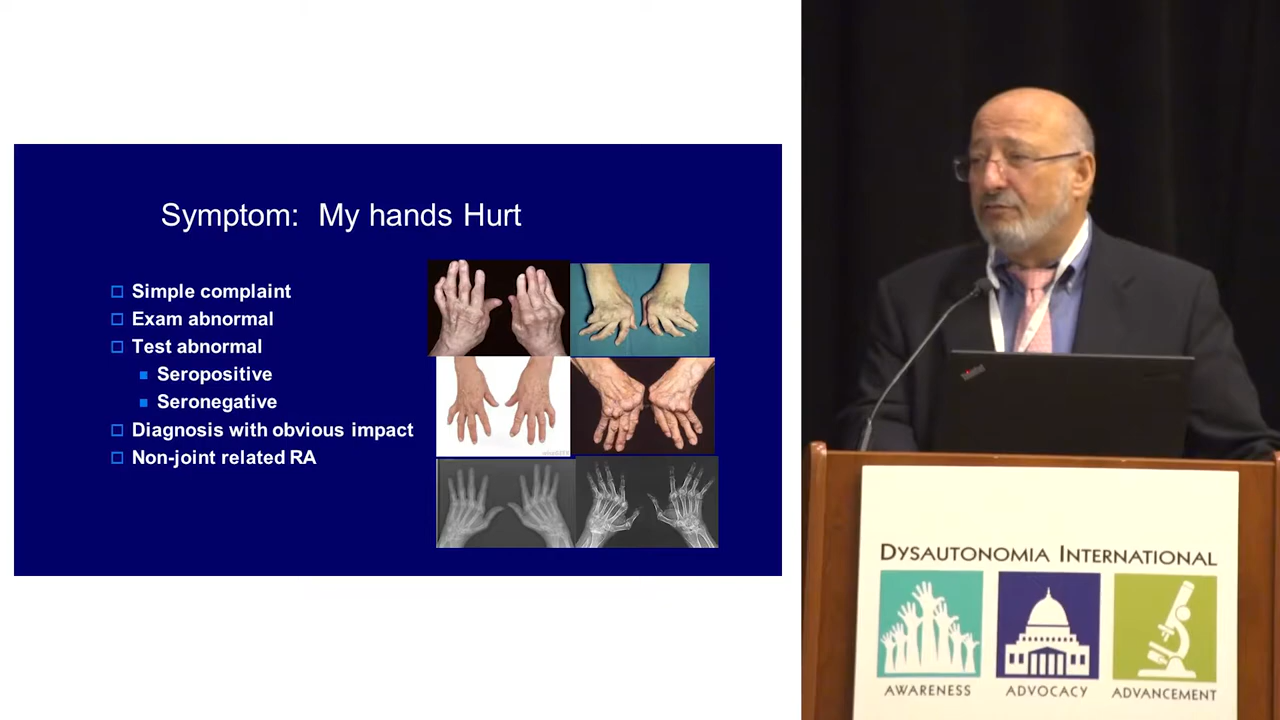 Symptom: My hands Hurt
Simple complaint
Exam abnormal
Test abnormal
Seropositive
Seronegative
Diagnosis with obvious impact
Non-joint related RA
DYSAUTONOMIA INTERNATIONAL
AWARENESS
ADVOCACY
ADVANCEMENT